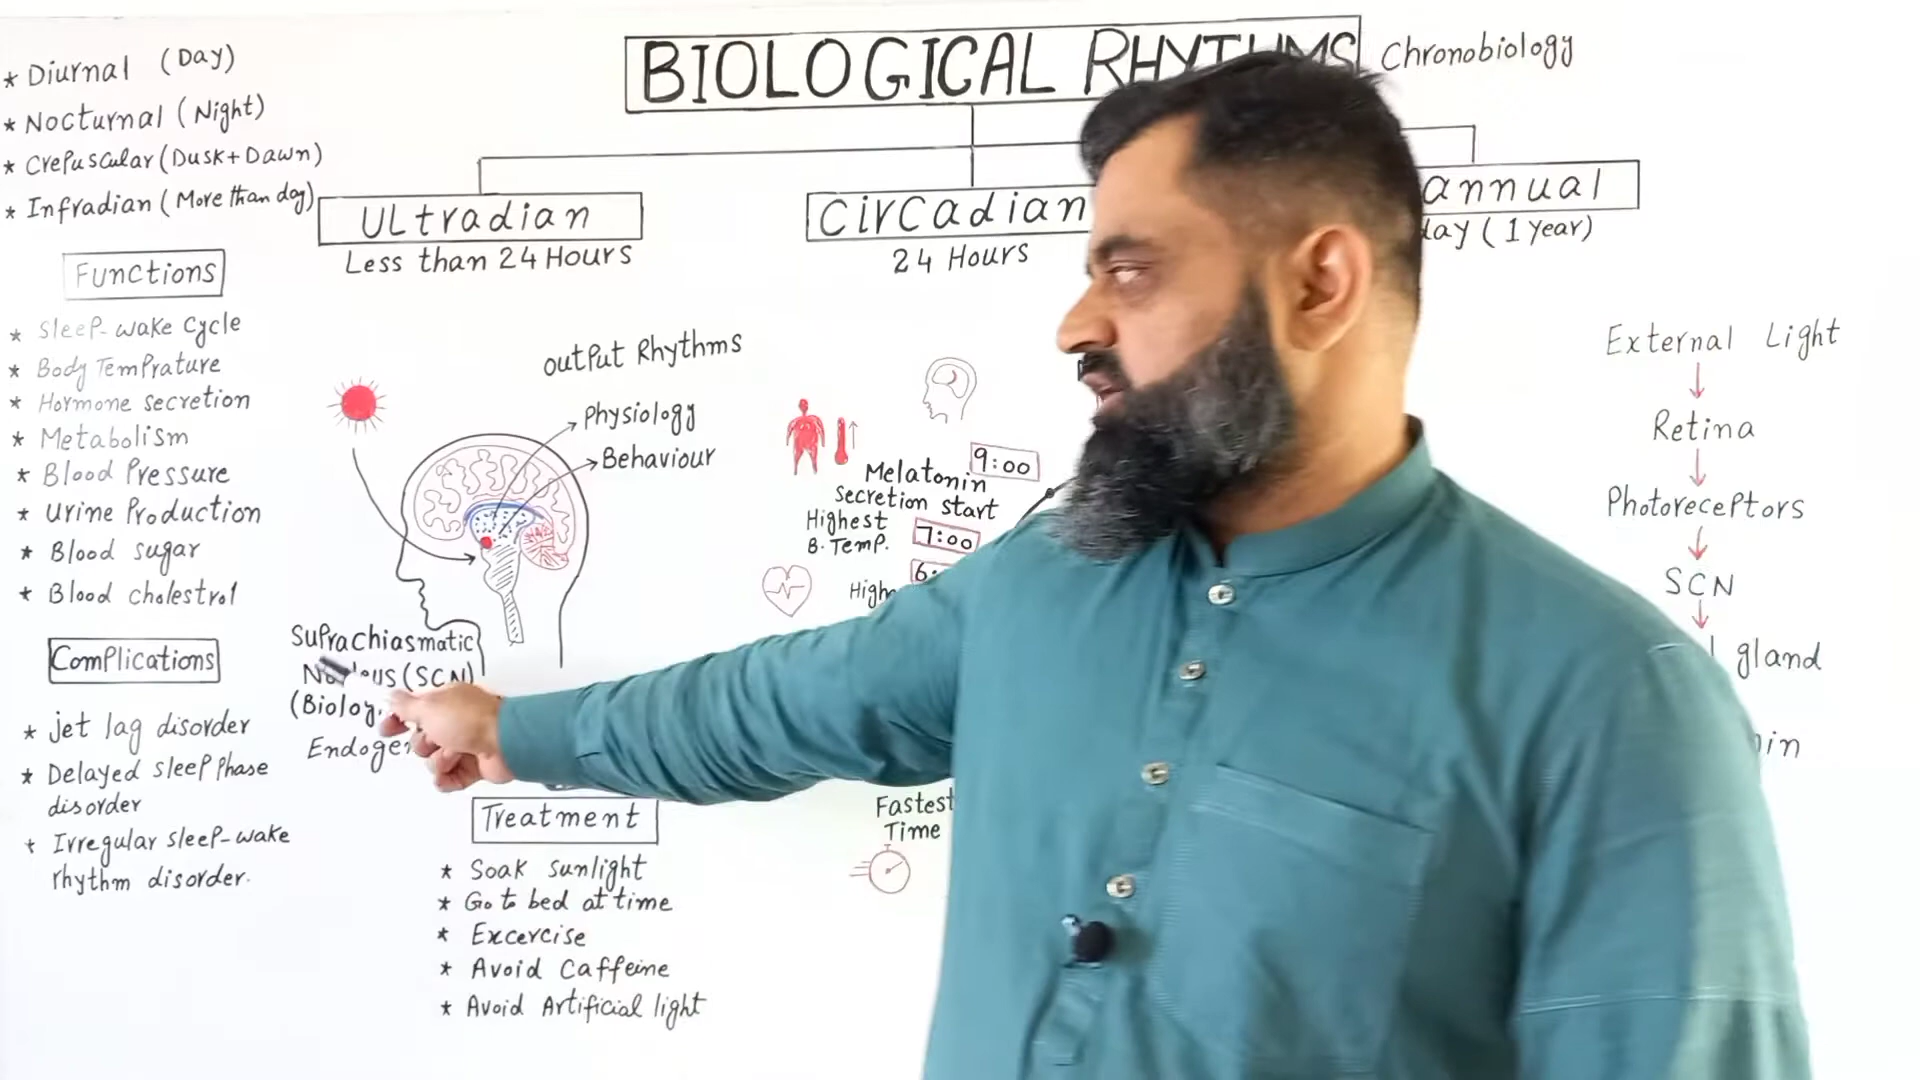 BIOLOGICAL RHYTHMS
Chronobiology
* Diurnal (Day)
* Nocturnal (Night)
* Crepuscular (Dusk+Dawn)
* Infradian (More than day)
Ultradian
Less than 24 Hours
Circadian
24 Hours
annual
day (1 year)
Functions
* Sleep-wake Cycle
* Body Temprature
* Hormone secretion
* Metabolism
* Blood Pressure
* Urine Production
* Blood sugar
* Blood cholestrol
Complications
* jet lag disorder
* Delayed sleep Phase
disorder
* Irregular sleep-wake
rhythm disorder.
output Rhythms
Physiology
Behaviour
Suprachiasmatic
(SCN)
Treatment
* Soak sunlight
* Go to bed at time
* Excercise
* Avoid Caffeine
* Avoid Artificial light
9:00
Melatonin
secretion start
Highest
B. Temp.
7:00
Fastest
Time
External Light
Retina
Photoreceptors
SCN
gland